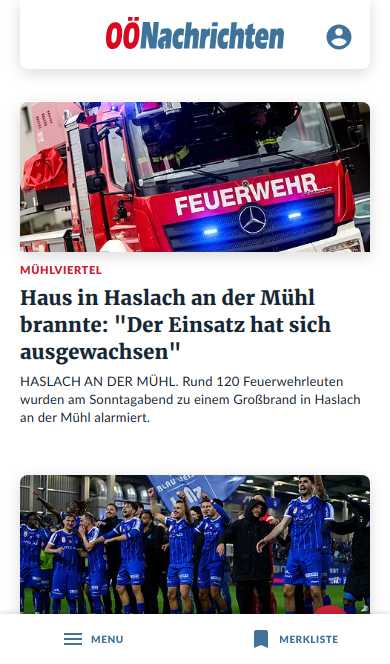 OÖNachrichten
FEUERWEHR
MÜHLVIERTEL
Haus in Haslach an der Mühl
brannte: "Der Einsatz hat sich
ausgewachsen"
HASLACH AN DER MÜHL. Rund 120 Feuerwehrleuten
wurden am Sonntagabend zu einem Großbrand in Haslach
an der Mühl alarmiert.
MENU
MERKLISTE